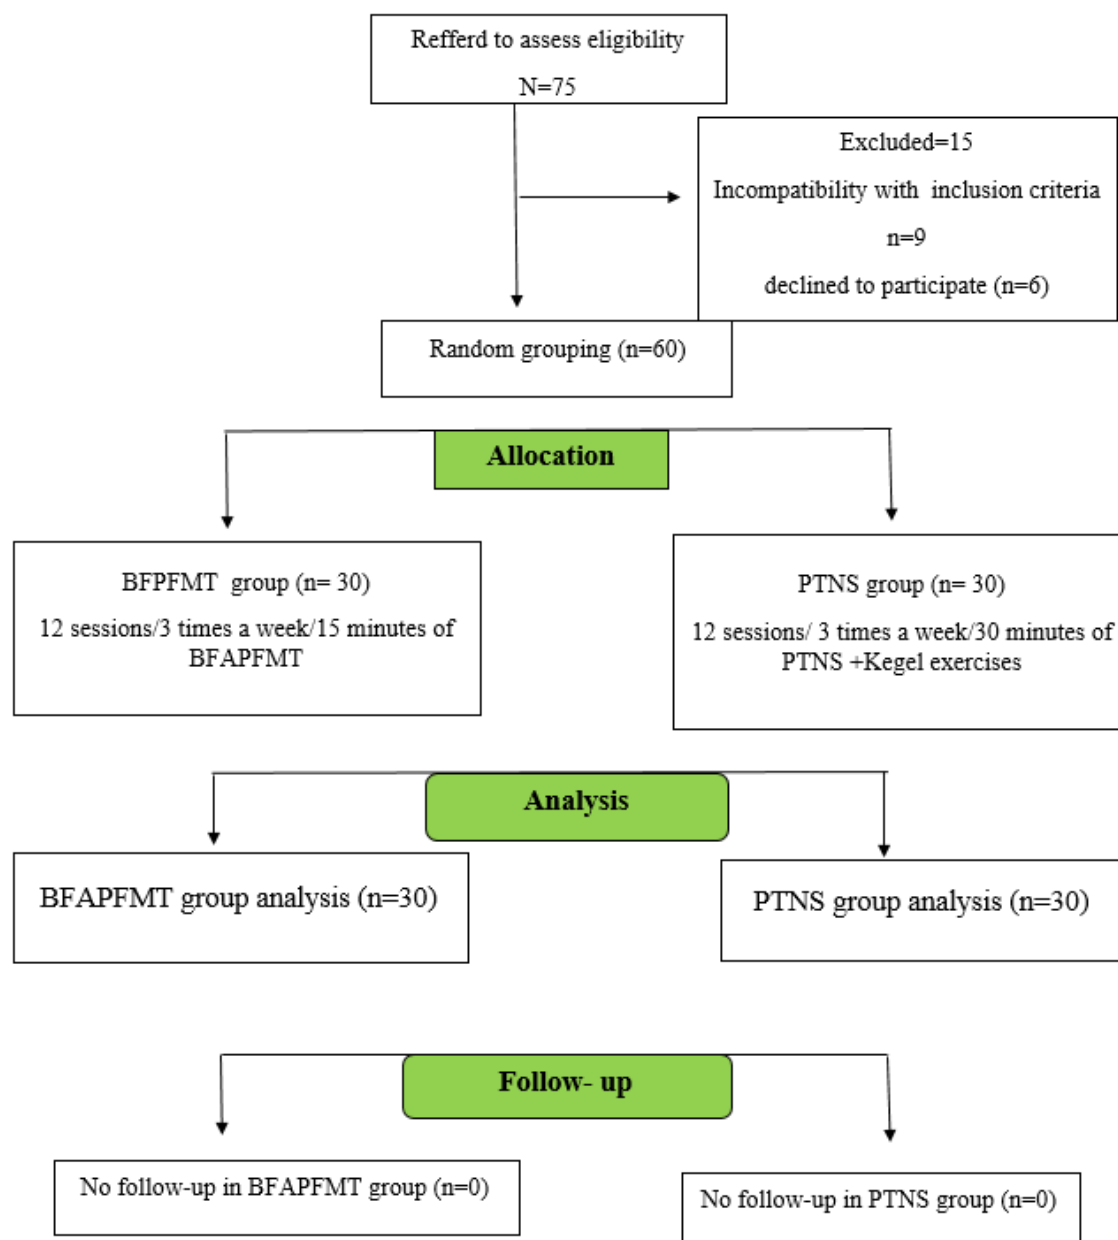 Refferd to assess eligibility
N=75
Excluded=15
Incompatibility with inclusion criteria
n=9
declined to participate (n=6)
Random grouping (n=60)
Allocation
BFPFMT group (n= 30)
12 sessions/3 times a week/15 minutes of
BFAPFMT
PTNS group (n= 30)
12 sessions/ 3 times a week/30 minutes of
PTNS +Kegel exercises
Analysis
BFAPFMT group analysis (n=30)
PTNS group analysis (n=30)
Follow- up
No follow-up in BFAPFMT group (n=0)
No follow-up in PTNS group (n=0)